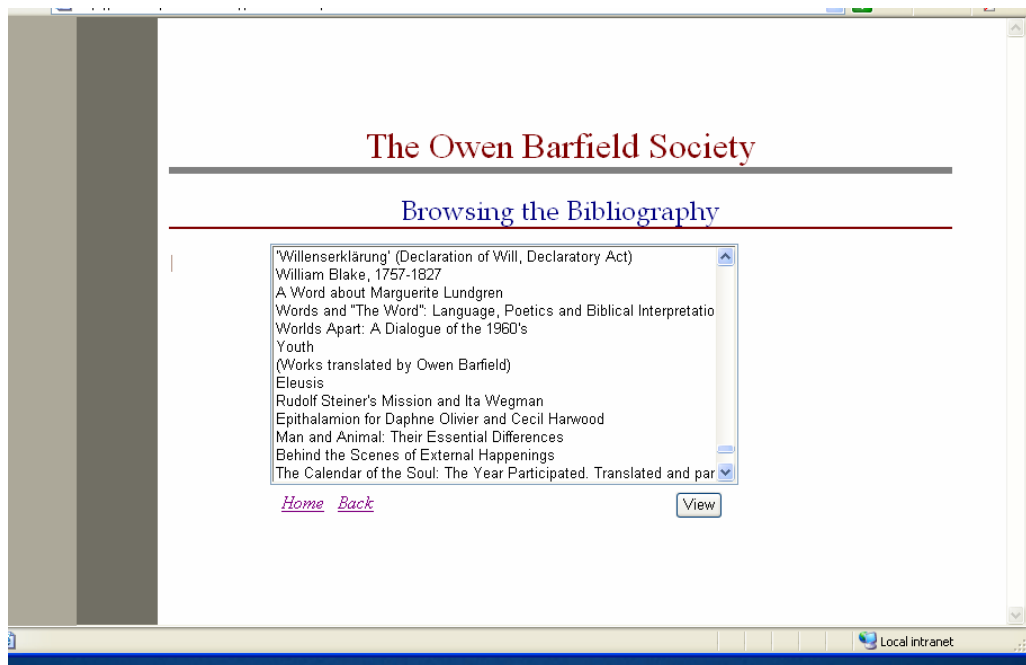 The Owen Barfield Society
Browsing the Bibliography
'Willenserklärung' (Declaration of Will, Declaratory Act)
William Blake, 1757-1827
A Word about Marguerite Lundgren
Words and "The Word": Language, Poetics and Biblical Interpretatio
Worlds Apart: A Dialogue of the 1960's
Youth
(Works translated by Owen Barfield)
Eleusis
Rudolf Steiner's Mission and Ita Wegman
Epithalamion for Daphne Olivier and Cecil Harwood
Man and Animal: Their Essential Differences
Behind the Scenes of External Happenings
The Calendar of the Soul: The Year Participated. Translated and par
Home Back View
Local intranet